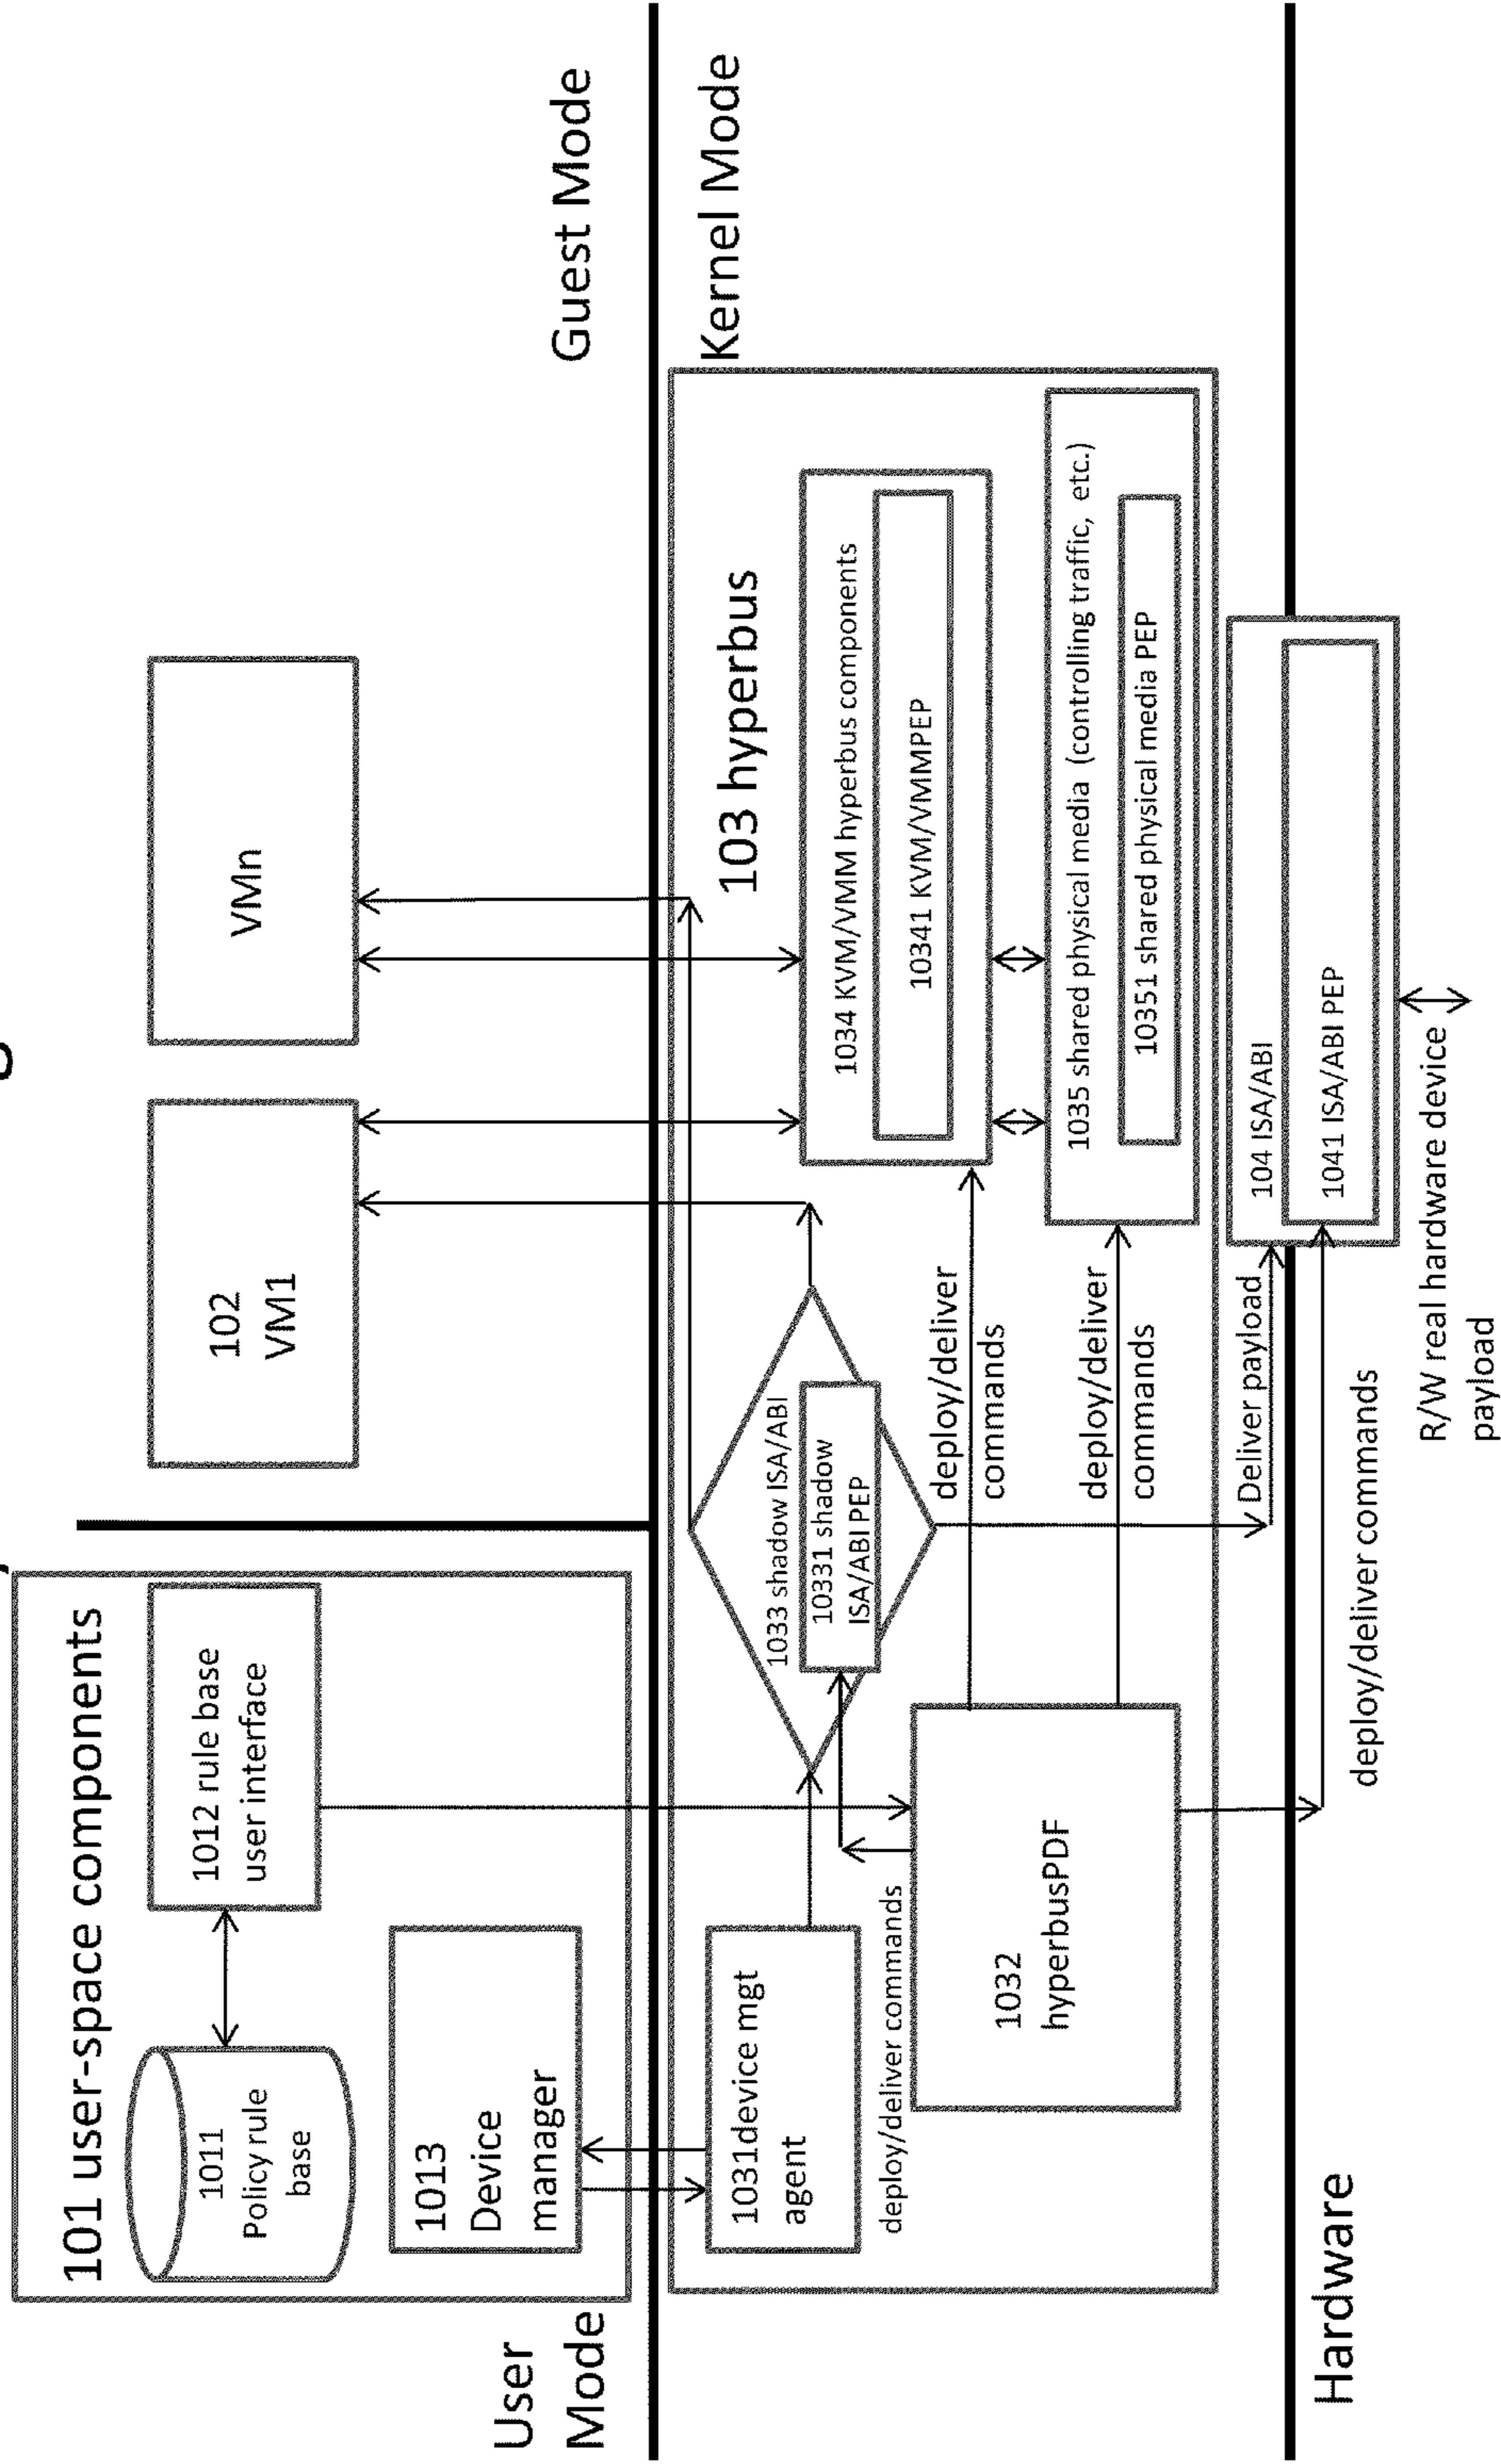 101 user-space components
1011
Policy rule
base
1012 rule base
user interface
1013
Device
manager
User
Mode
102
VM1
VMn
Guest Mode
Kernel Mode
103 hyperbus
1031device mgt
agent
deploy/deliver commands
1032
hyperbusPDF
1033 shadow ISA/ABI
10331 shadow
ISA/ABI PEP
deploy/deliver
commands
deploy/deliver
commands
1034 KVM/VMM hyperbus components
10341 KVM/VMMPEP
1035 shared physical media (controlling traffic, etc.)
10351 shared physical media PEP
Deliver payload
104 ISA/ABI
1041 ISA/ABI PEP
Hardware
deploy/deliver commands
R/W real hardware device
payload